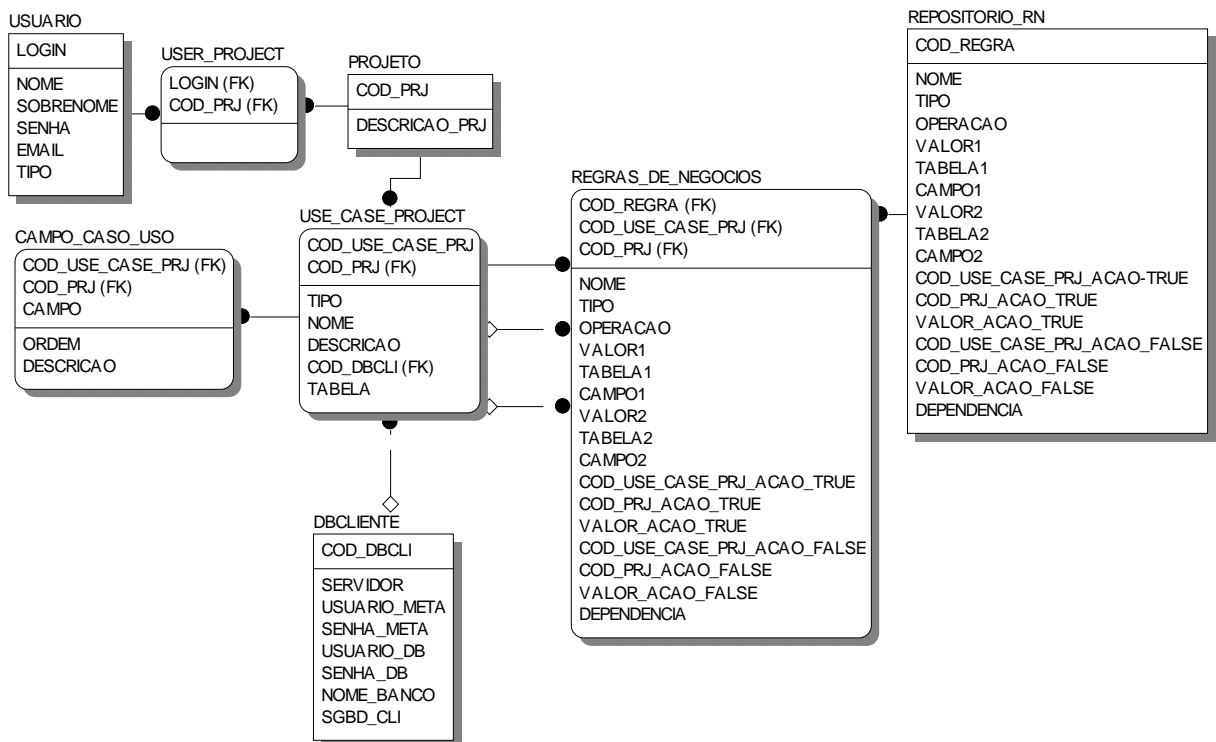 USUARIO
LOGIN
NOME
SOBRENOME
SENHA
EMAIL
TIPO
USER_PROJECT
LOGIN (FK)
COD_PRJ (FK)
PROJETO
COD_PRJ
DESCRICAO_PRJ
REPOSITORIO_RN
COD_REGRA
NOME
TIPO
OPERACAO
VALOR1
TABELA1
CAMPO1
VALOR2
TABELA2
CAMPO2
COD_USE_CASE_PRJ_ACAO-TRUE
COD_PRJ_ACAO_TRUE
VALOR_ACAO_TRUE
COD_USE_CASE_PRJ_ACAO_FALSE
COD_PRJ_ACAO_FALSE
VALOR_ACAO_FALSE
DEPENDENCIA
CAMPO_CASO_USO
COD_USE_CASE_PRJ (FK)
COD_PRJ (FK)
CAMPO
ORDEM
DESCRICAO
USE_CASE_PROJECT
COD_USE_CASE_PRJ
COD_PRJ (FK)
TIPO
NOME
DESCRICAO
COD_DBCLI (FK)
TABELA
REGRAS_DE_NEGOCIOS
COD_REGRA (FK)
COD_USE_CASE_PRJ (FK)
COD_PRJ (FK)
NOME
TIPO
OPERACAO
VALOR1
TABELA1
CAMPO1
VALOR2
TABELA2
CAMPO2
COD_USE_CASE_PRJ_ACAO_TRUE
COD_PRJ_ACAO_TRUE
VALOR_ACAO_TRUE
COD_USE_CASE_PRJ_ACAO_FALSE
COD_PRJ_ACAO_FALSE
VALOR_ACAO_FALSE
DEPENDENCIA
DBCLIENTE
COD_DBCLI
SERVIDOR
USUARIO_META
SENHA_META
USUARIO_DB
SENHA_DB
NOME_BANCO
SGBD_CLI